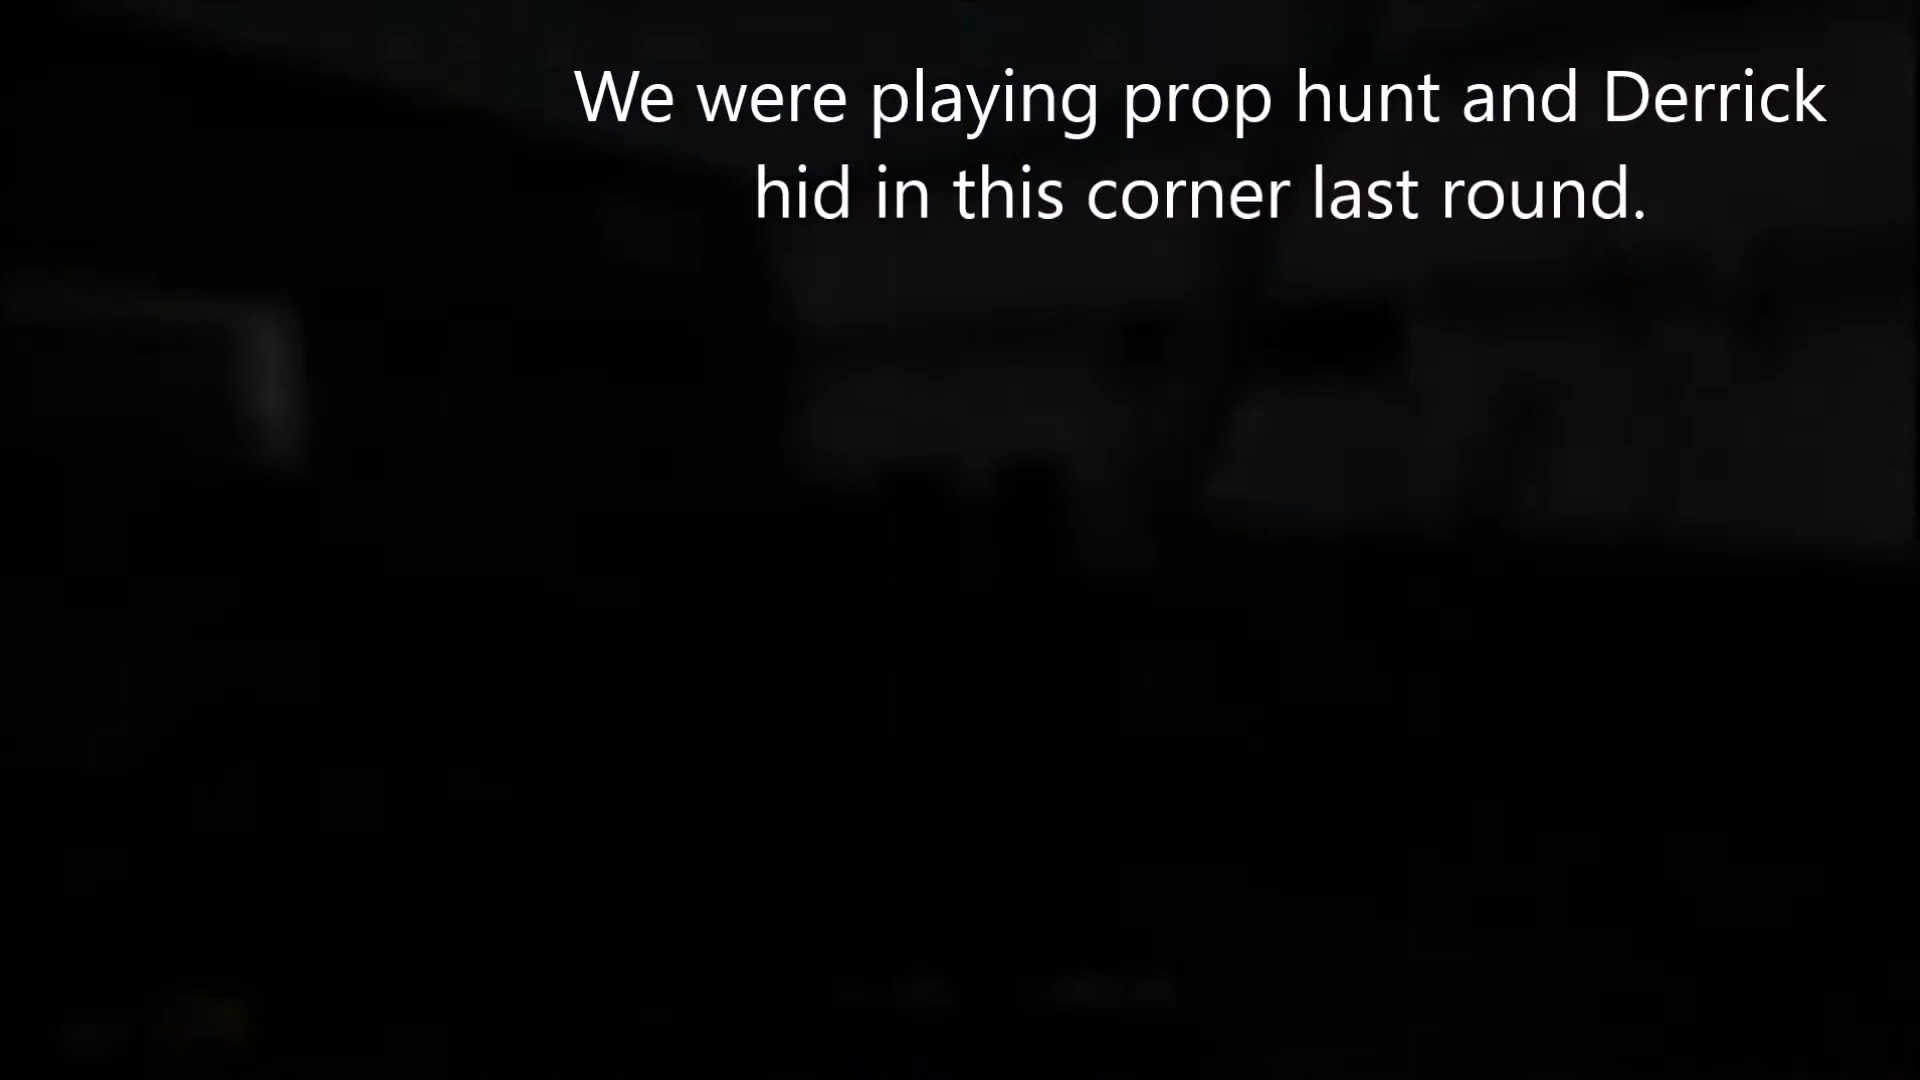 We were playing prop hunt and Derrick
hid in this corner last round.